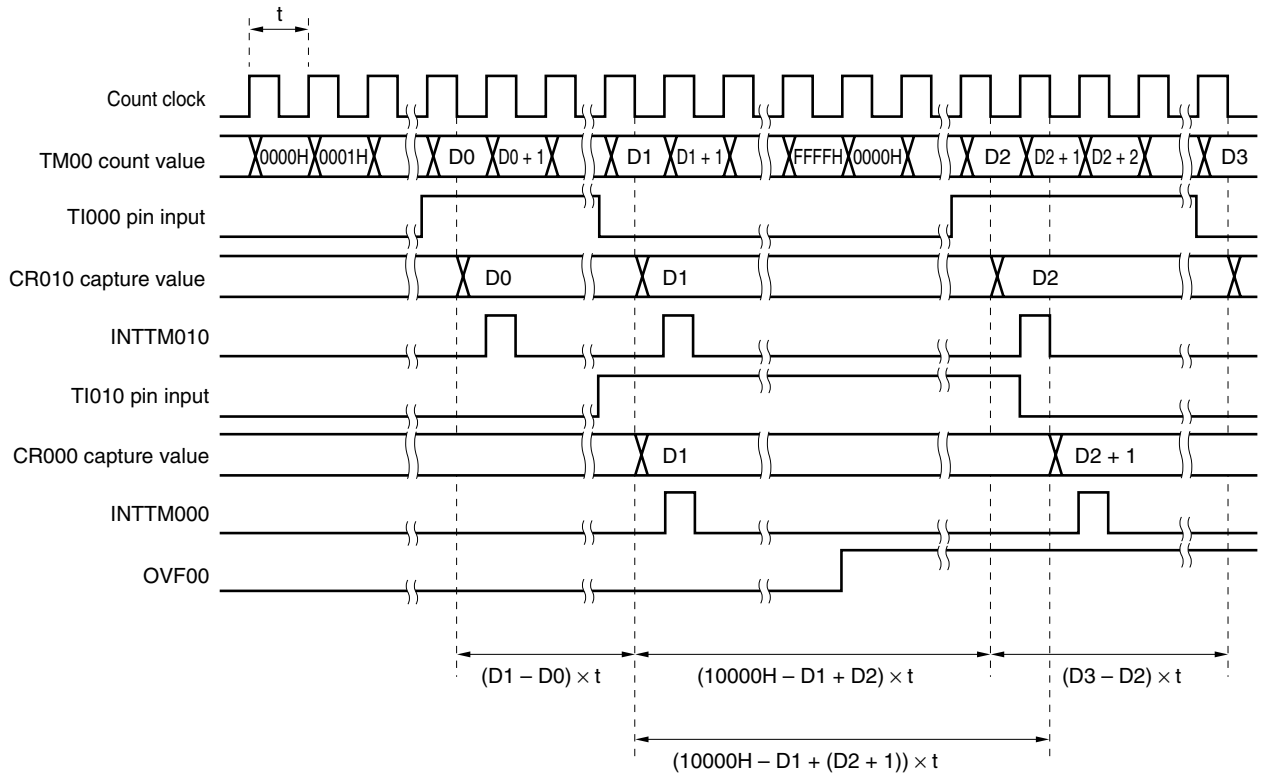 t
Count clock
TM00 count value 0000H 0001H D0 D0 + 1 D1 D1 + 1 FFFFH 0000H D2 D2 + 1 D2 + 2 D3
TI000 pin input
CR010 capture value D0 D1 D2
INTTM010
TI010 pin input
CR000 capture value D1 D2 + 1
INTTM000
OVF00
(D1 – D0) × t (10000H – D1 + D2) × t (D3 – D2) × t
(10000H – D1 + (D2 + 1)) × t